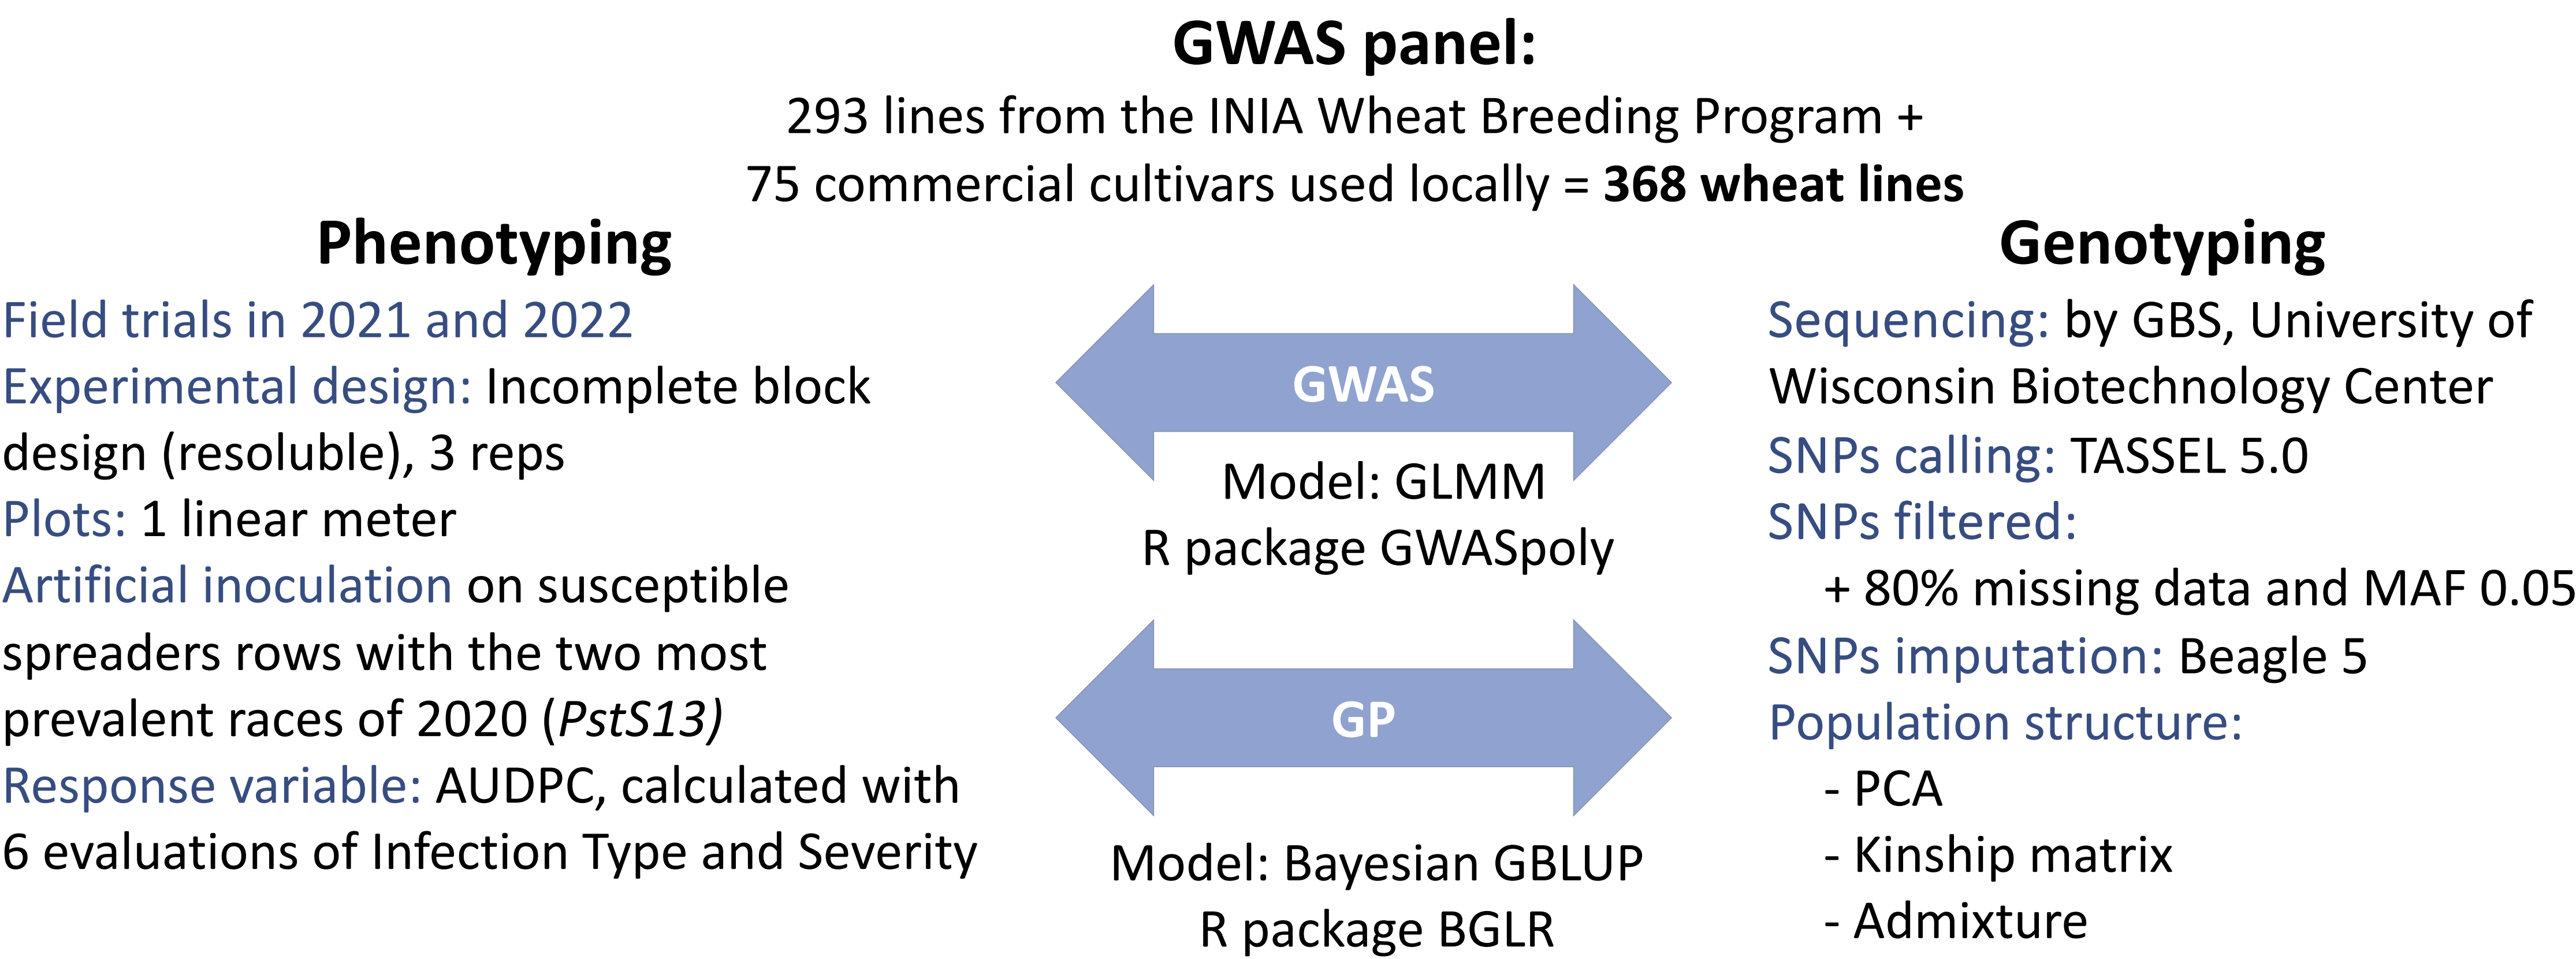 GWAS panel:
293 lines from the INIA Wheat Breeding Program +
75 commercial cultivars used locally = 368 wheat lines
Phenotyping
Field trials in 2021 and 2022
Experimental design: Incomplete block
design (resoluble), 3 reps
Plots: 1 linear meter
Artificial inoculation on susceptible
spreaders rows with the two most
prevalent races of 2020 (PstS13)
Response variable: AUDPC, calculated with
6 evaluations of Infection Type and Severity
GWAS
Model: GLMM
R package GWASpoly
GP
Model: Bayesian GBLUP
R package BGLR
Genotyping
Sequencing: by GBS, University of
Wisconsin Biotechnology Center
SNPs calling: TASSEL 5.0
SNPs filtered:
+ 80% missing data and MAF 0.05
SNPs imputation: Beagle 5
Population structure:
- PCA
- Kinship matrix
- Admixture